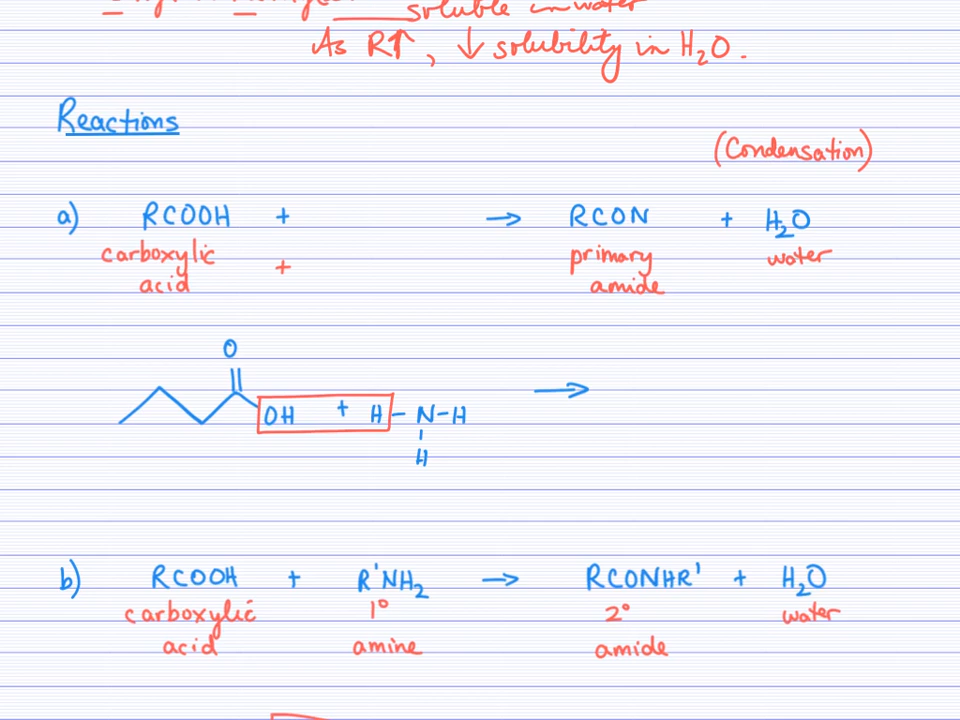 soluble in water
As R↑, ↓ solubility in H₂O.
Reactions
(Condensation)
a) RCOOH + → RCON + H₂O
carboxylic acid + primary amide water
O
OH + H-N-H →
H
b) RCOOH + R'NH₂ → RCONHR' + H₂O
carboxylic 1° 2° water
acid amine amide